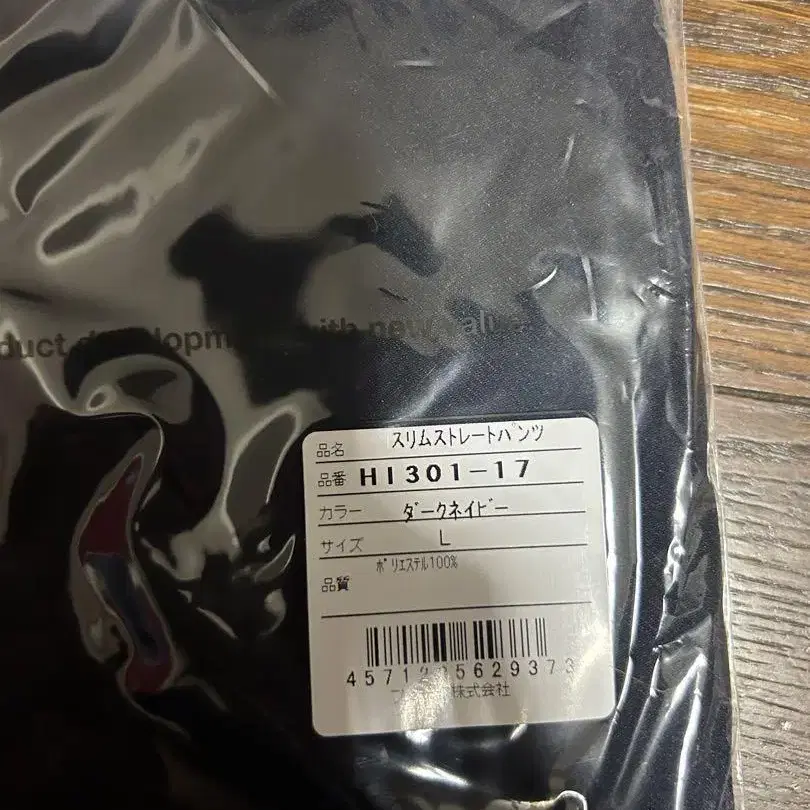 duct development with new value
品名 スリムストレートパンツ
品番 HI301-17
カラー ダークネイビー
サイズ L
品質 ポリエステル100%
株式会社